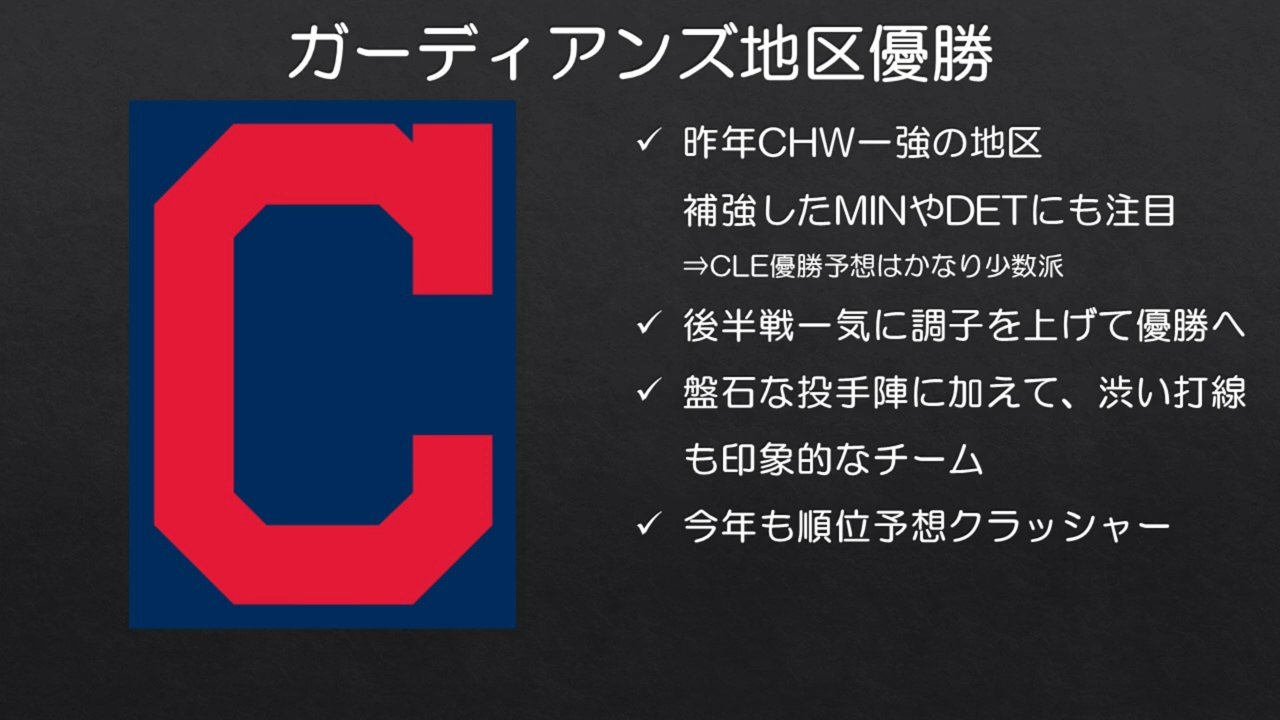 ガーディアンズ地区優勝
C
✓ 昨年CHW一強の地区
補強したMINやDETにも注目
⇒CLE優勝予想はかなり少数派
✓ 後半戦一気に調子を上げて優勝へ
✓ 盤石な投手陣に加えて、渋い打線
も印象的なチーム
✓ 今年も順位予想クラッシャー